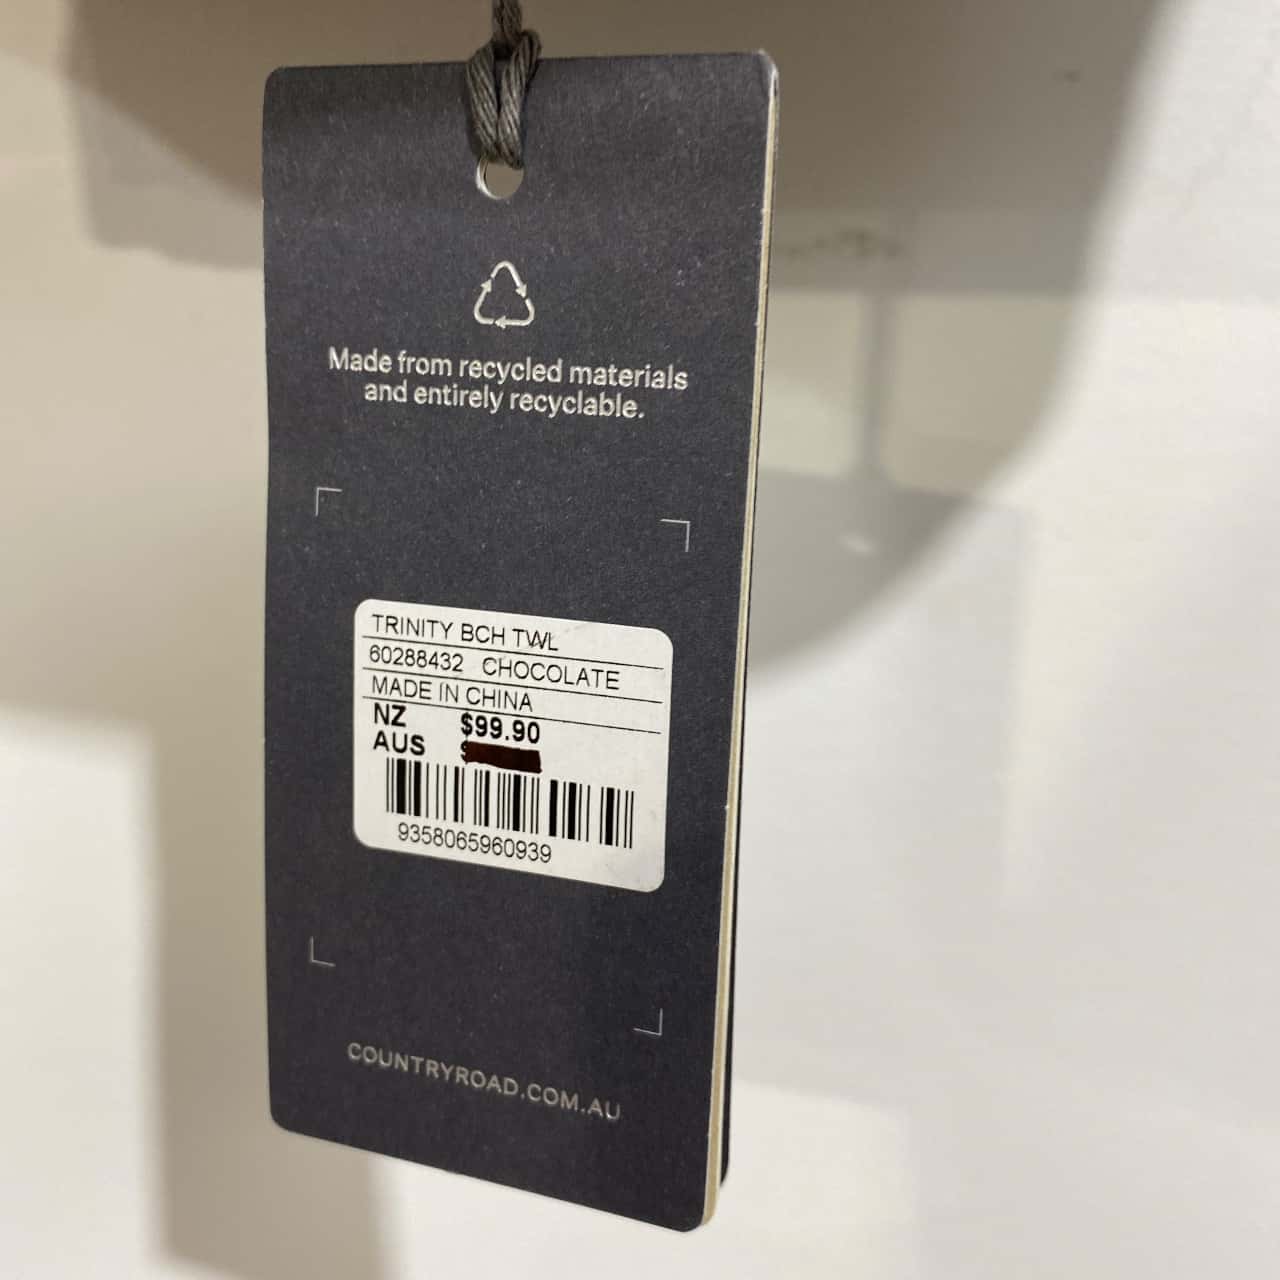 Made from recycled materials
and entirely recyclable.
TRINITY BCH TWL
60288432 CHOCOLATE
MADE IN CHINA
NZ $99.90
AUS $
9358065960939
COUNTRYROAD.COM.AU